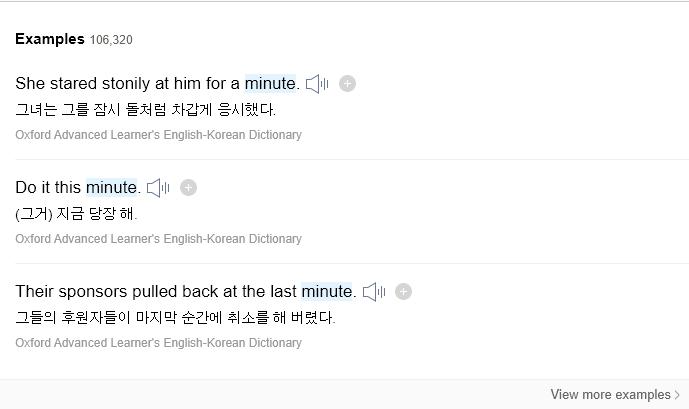 Examples 106,320
She stared stonily at him for a minute.
그녀는 그를 잠시 돌처럼 차갑게 응시했다.
Oxford Advanced Learner's English-Korean Dictionary
Do it this minute.
(그거) 지금 당장 해.
Oxford Advanced Learner's English-Korean Dictionary
Their sponsors pulled back at the last minute.
그들의 후원자들이 마지막 순간에 취소를 해 버렸다.
Oxford Advanced Learner's English-Korean Dictionary
View more examples